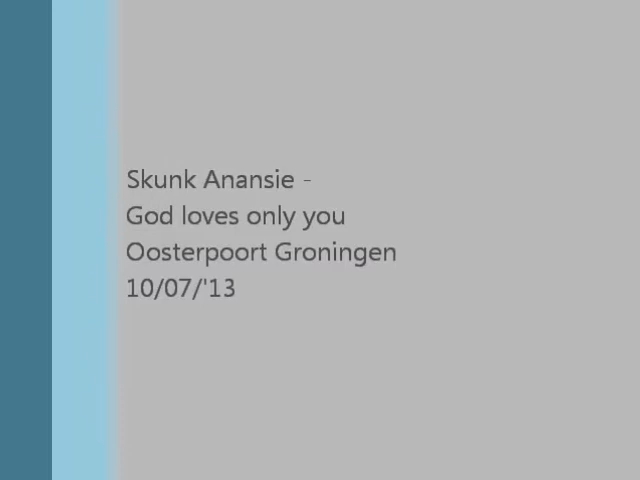 Skunk Anansie -
God loves only you
Oosterpoort Groningen
10/07/'13